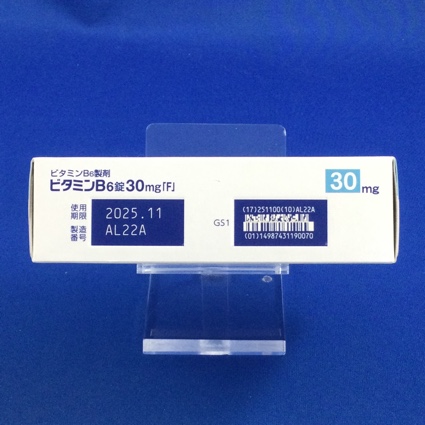 ビタミンB6製剤
ビタミンB6錠30mg「F」
30mg
使用期限 2025.11
製造番号 AL22A
GS1
(17)251100(10)AL22A
(01)14987431190070